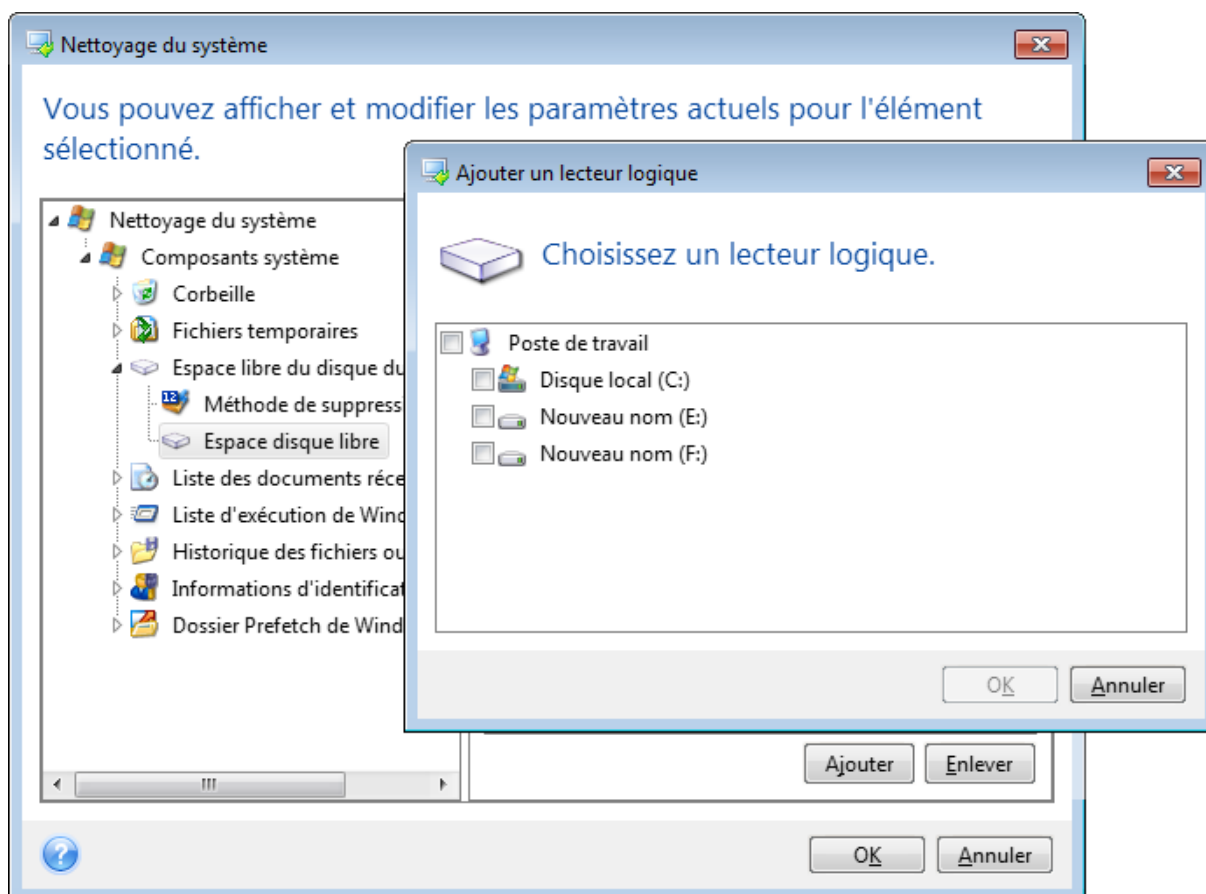 Nettoyage du système
Vous pouvez afficher et modifier les paramètres actuels pour l'élément
sélectionné.
Nettoyage du système
Composants système
Corbeille
Fichiers temporaires
Espace libre du disque du
Méthode de suppressi
Espace disque libre
Liste des documents réce
Liste d'exécution de Wind
Historique des fichiers ou
Informations d'identificat
Dossier Prefetch de Wind
Ajouter un lecteur logique
Choisissez un lecteur logique.
Poste de travail
Disque local (C:)
Nouveau nom (E:)
Nouveau nom (F:)
OK
Annuler
Ajouter
Enlever
OK
Annuler